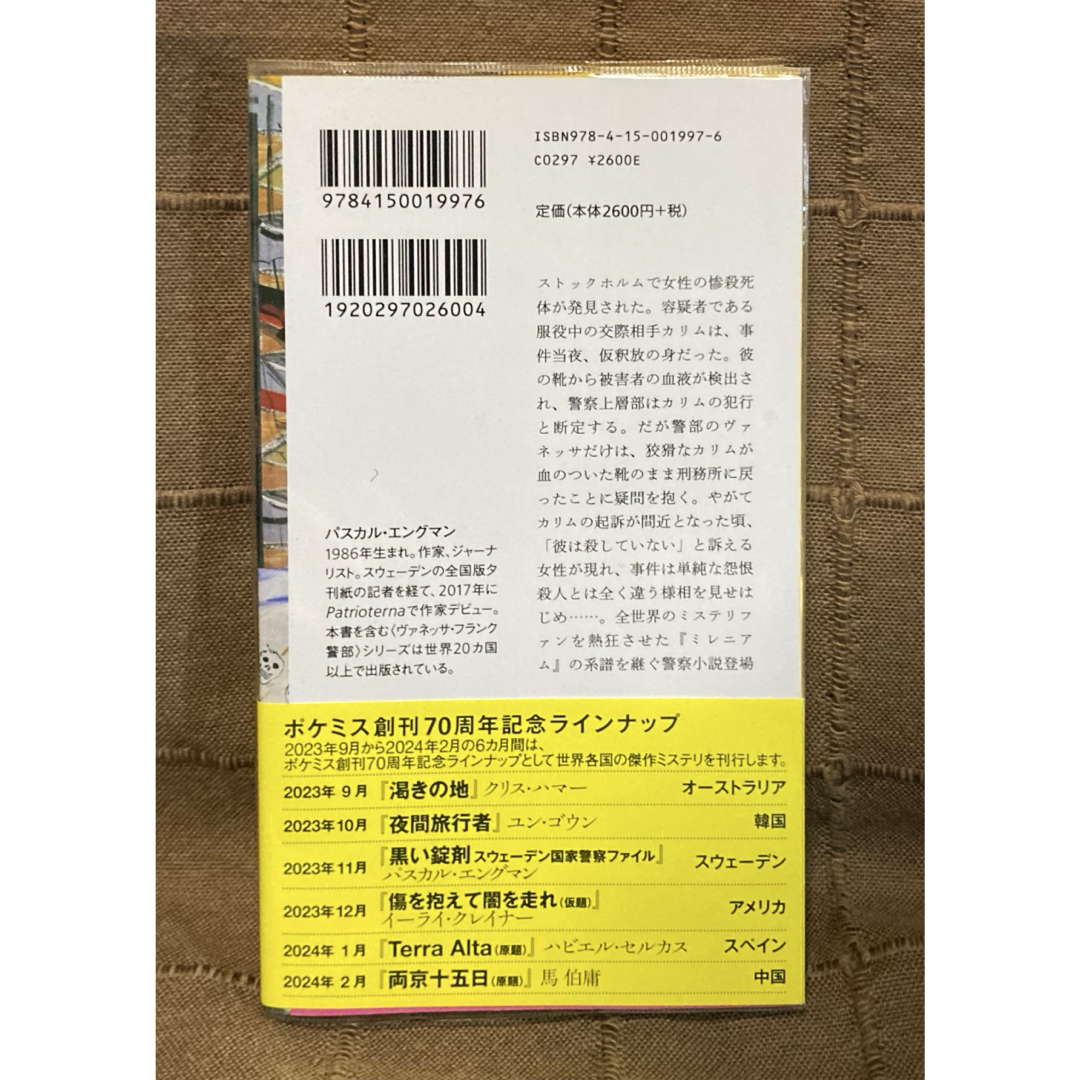 ISBN978-4-15-001997-6
C0297 ¥2600E
9784150019976
定価(本体2600円+税)
1920297026004
ストックホルムで女性の惨殺死
体が発見された。容疑者である
服役中の交際相手カリムは、事
件当夜、仮釈放の身だった。彼
の靴から被害者の血液が検出さ
れ、警察上層部はカリムの犯行
と断定する。だが警部のヴァ
ネッサだけは、狡猾なカリムが
血のついた靴のまま刑務所に戻
ったことに疑問を抱く。やがて
カリムの起訴が間近となった頃、
「彼は殺していない」と訴える
女性が現れ、事件は単純な怨恨
殺人とは全く違う様相を見せは
じめ……。全世界のミステリフ
ァンを熱狂させた『ミレニア
ム』の系譜を継ぐ警察小説登場
パスカル・エングマン
1986年生まれ。作家、ジャーナ
リスト。スウェーデンの全国版夕
刊紙の記者を経て、2017年に
Patrioternaで作家デビュー。
本書を含む〈ヴァネッサ・フランク
警部〉シリーズは世界20カ国
以上で出版されている。
ポケミス創刊70周年記念ラインナップ
2023年9月から2024年2月の6カ月間は、
ポケミス創刊70周年記念ラインナップとして世界各国の傑作ミステリを刊行します。
2023年 9月 『渇きの地』クリス・ハマー オーストラリア
2023年10月 『夜間旅行者』ユン・ゴウン 韓国
2023年11月 『黒い錠剤 スウェーデン国家警察ファイル』 スウェーデン
パスカル・エングマン
2023年12月 『傷を抱えて闇を走れ(仮題)』 アメリカ
イーライ・クレイナー
2024年 1月 『Terra Alta(原題)』ハビエル・セルカス スペイン
2024年 2月 『両京十五日(原題)』馬 伯庸 中国